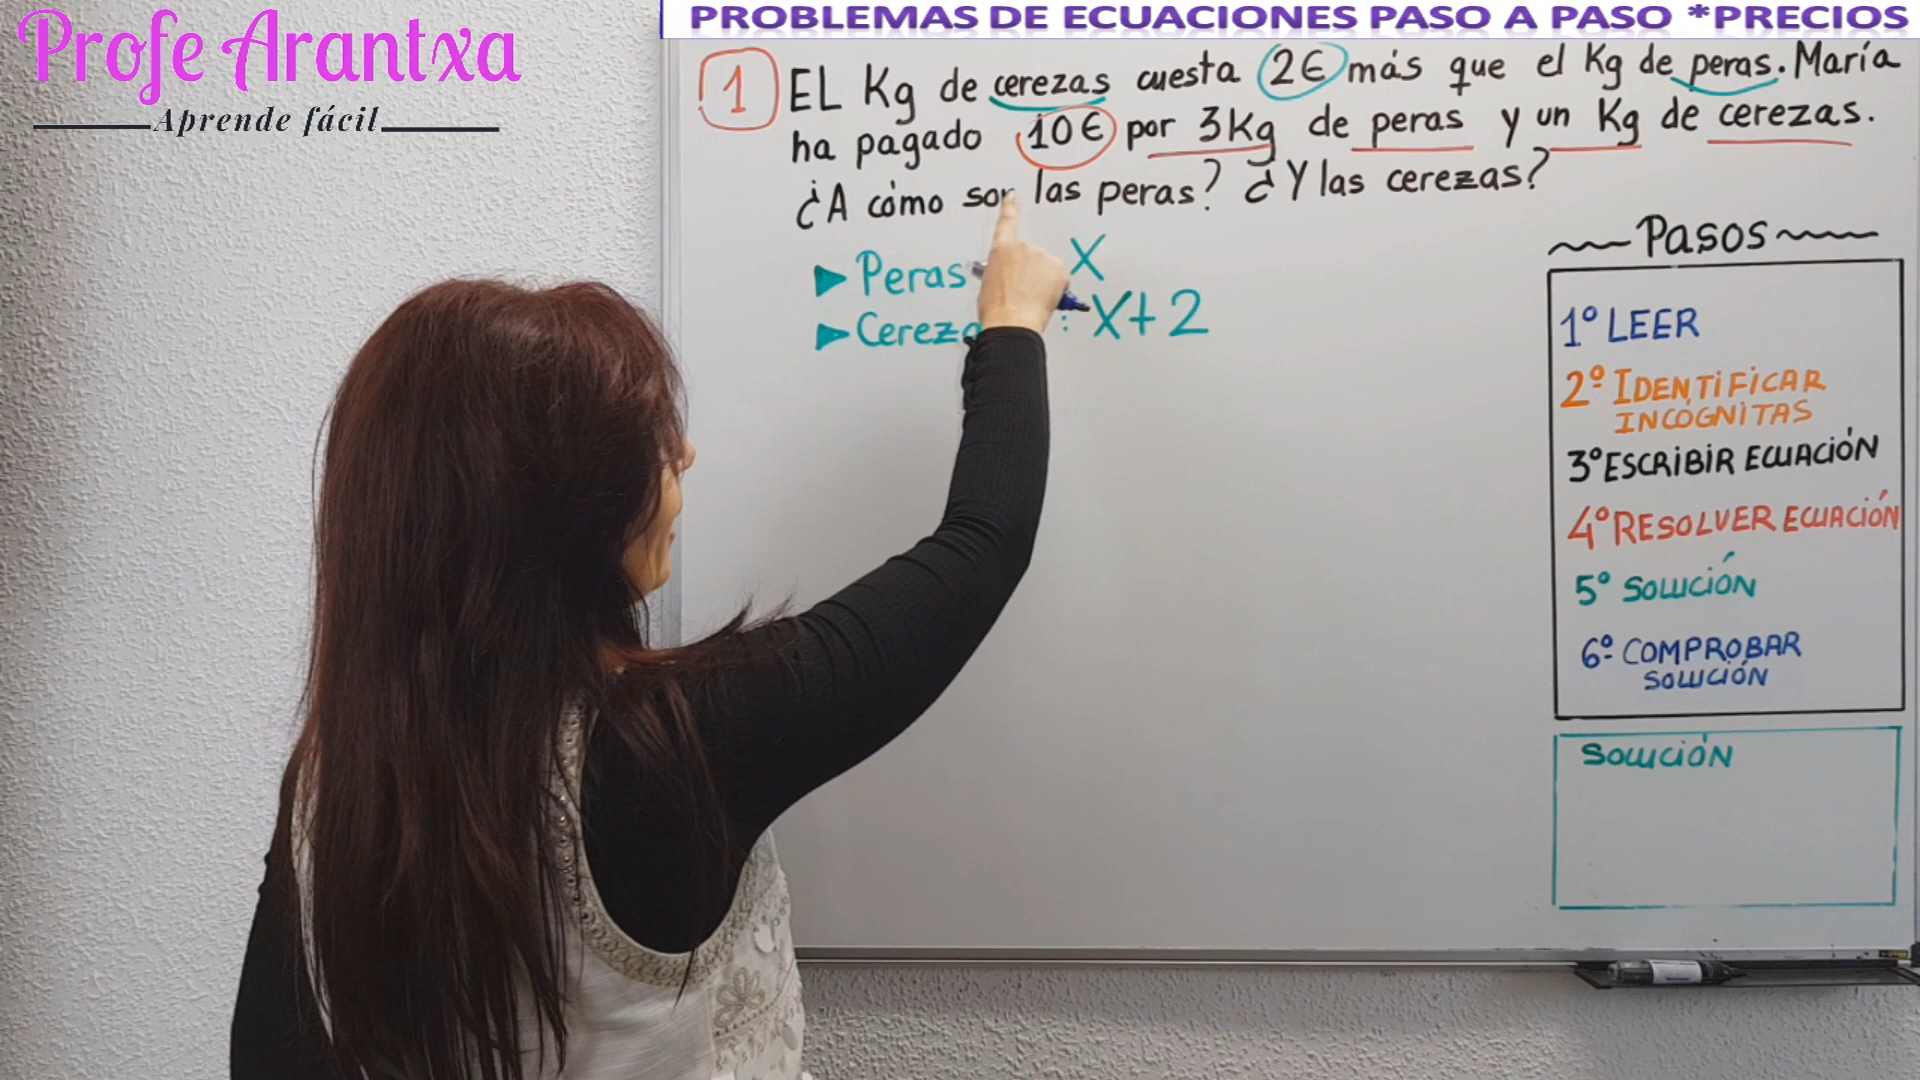 Profe Arantxa
Aprende fácil
PROBLEMAS DE ECUACIONES PASO A PASO *PRECIOS
1 EL Kg de cerezas cuesta 2€ más que el Kg de peras. María
ha pagado 10€ por 3Kg de peras y un Kg de cerezas.
¿A cómo son las peras? ¿Y las cerezas?
Peras X
: X+2
Pasos
1º LEER
2º IDENTIFICAR
INCÓGNITAS
3º ESCRIBIR ECUACIÓN
4º RESOLVER ECUACIÓN
5º SOLUCIÓN
6º COMPROBAR
SOLUCIÓN
SOLUCIÓN